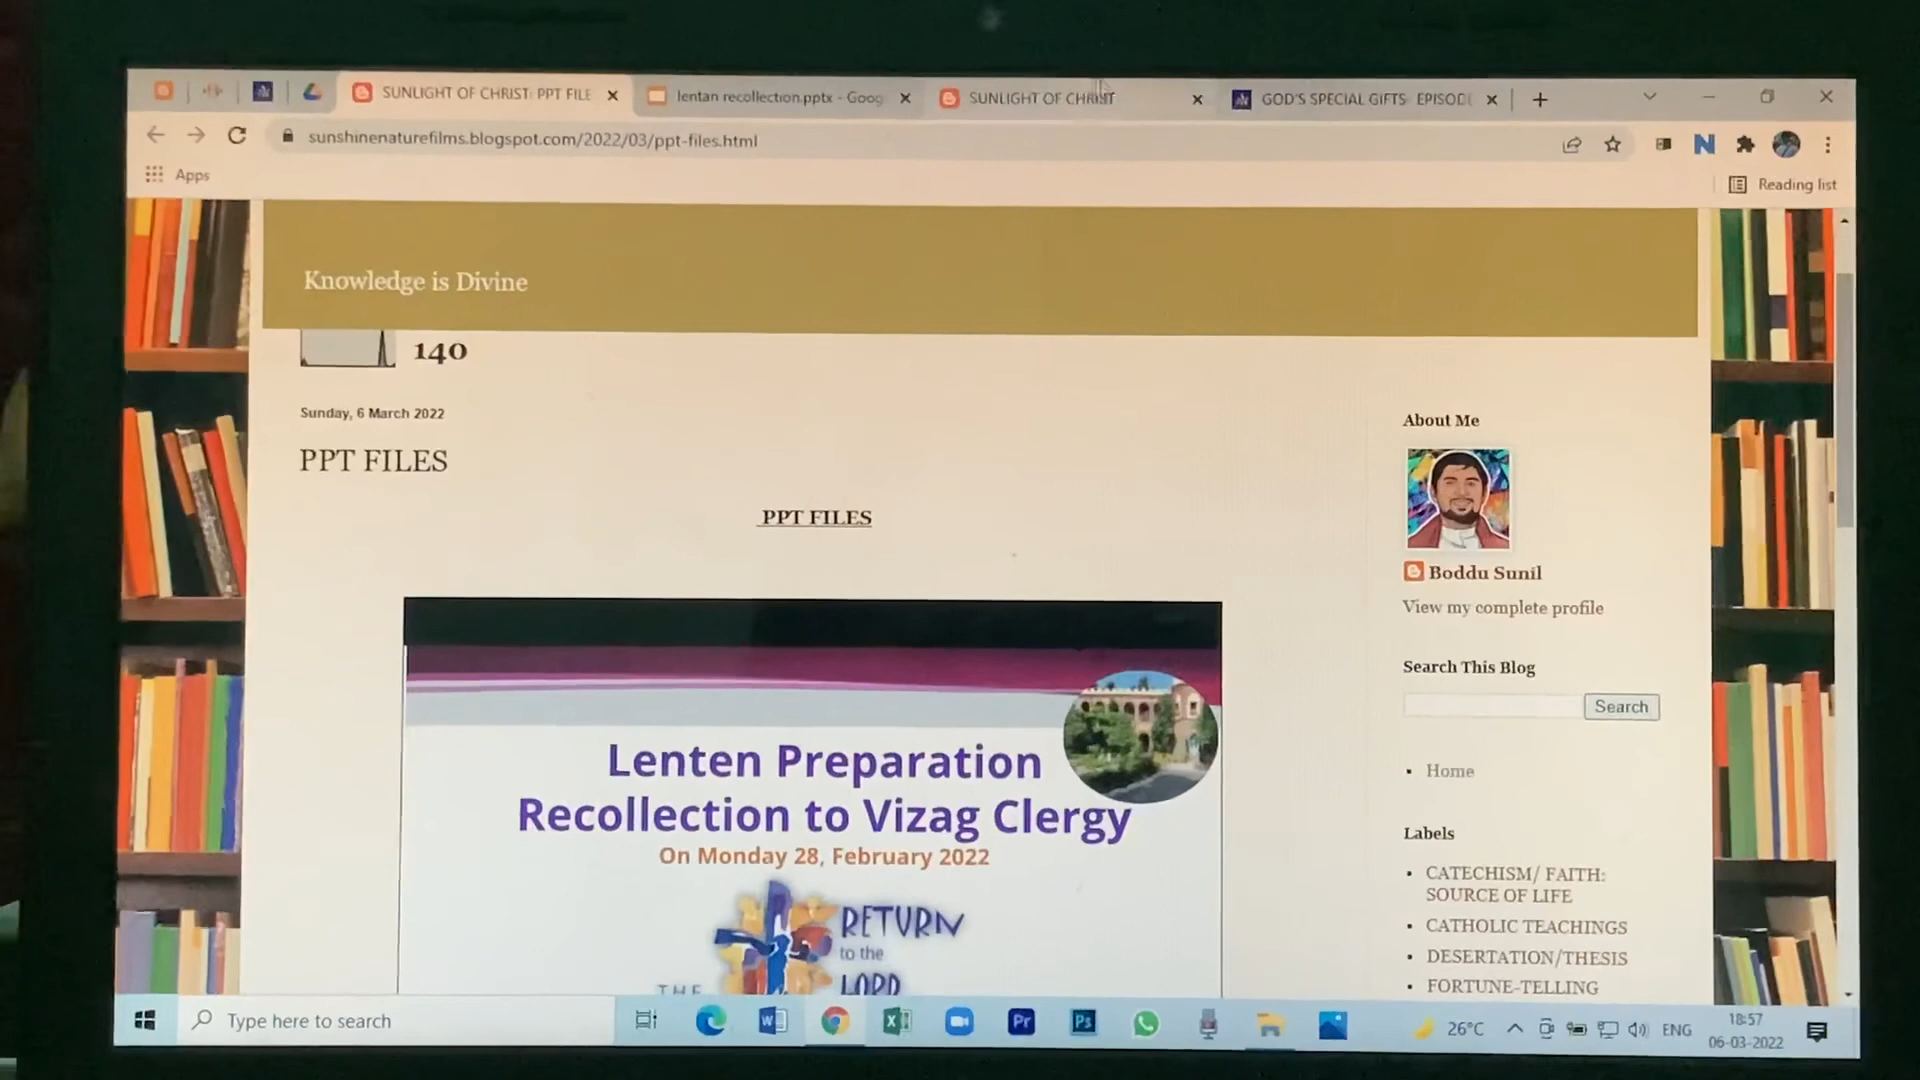 SUNLIGHT OF CHRIST: PPT FILE
lentan recollection.pptx - Goog
SUNLIGHT OF CHRIST
GOD'S SPECIAL GIFTS EPISOD
sunshinenaturefilms.blogspot.com/2022/03/ppt-files.html
N
Apps
Reading list
Knowledge is Divine
140
Sunday, 6 March 2022
PPT FILES
PPT FILES
Lenten Preparation
Recollection to Vizag Clergy
On Monday 28, February 2022
RETURN
to the
LORD
THE
About Me
Boddu Sunil
View my complete profile
Search This Blog
Search
Home
Labels
CATECHISM/ FAITH:
SOURCE OF LIFE
CATHOLIC TEACHINGS
DESERTATION/THESIS
FORTUNE-TELLING
Type here to search
W
X
Pr
Ps
26°C
ENG
18:57
06-03-2022